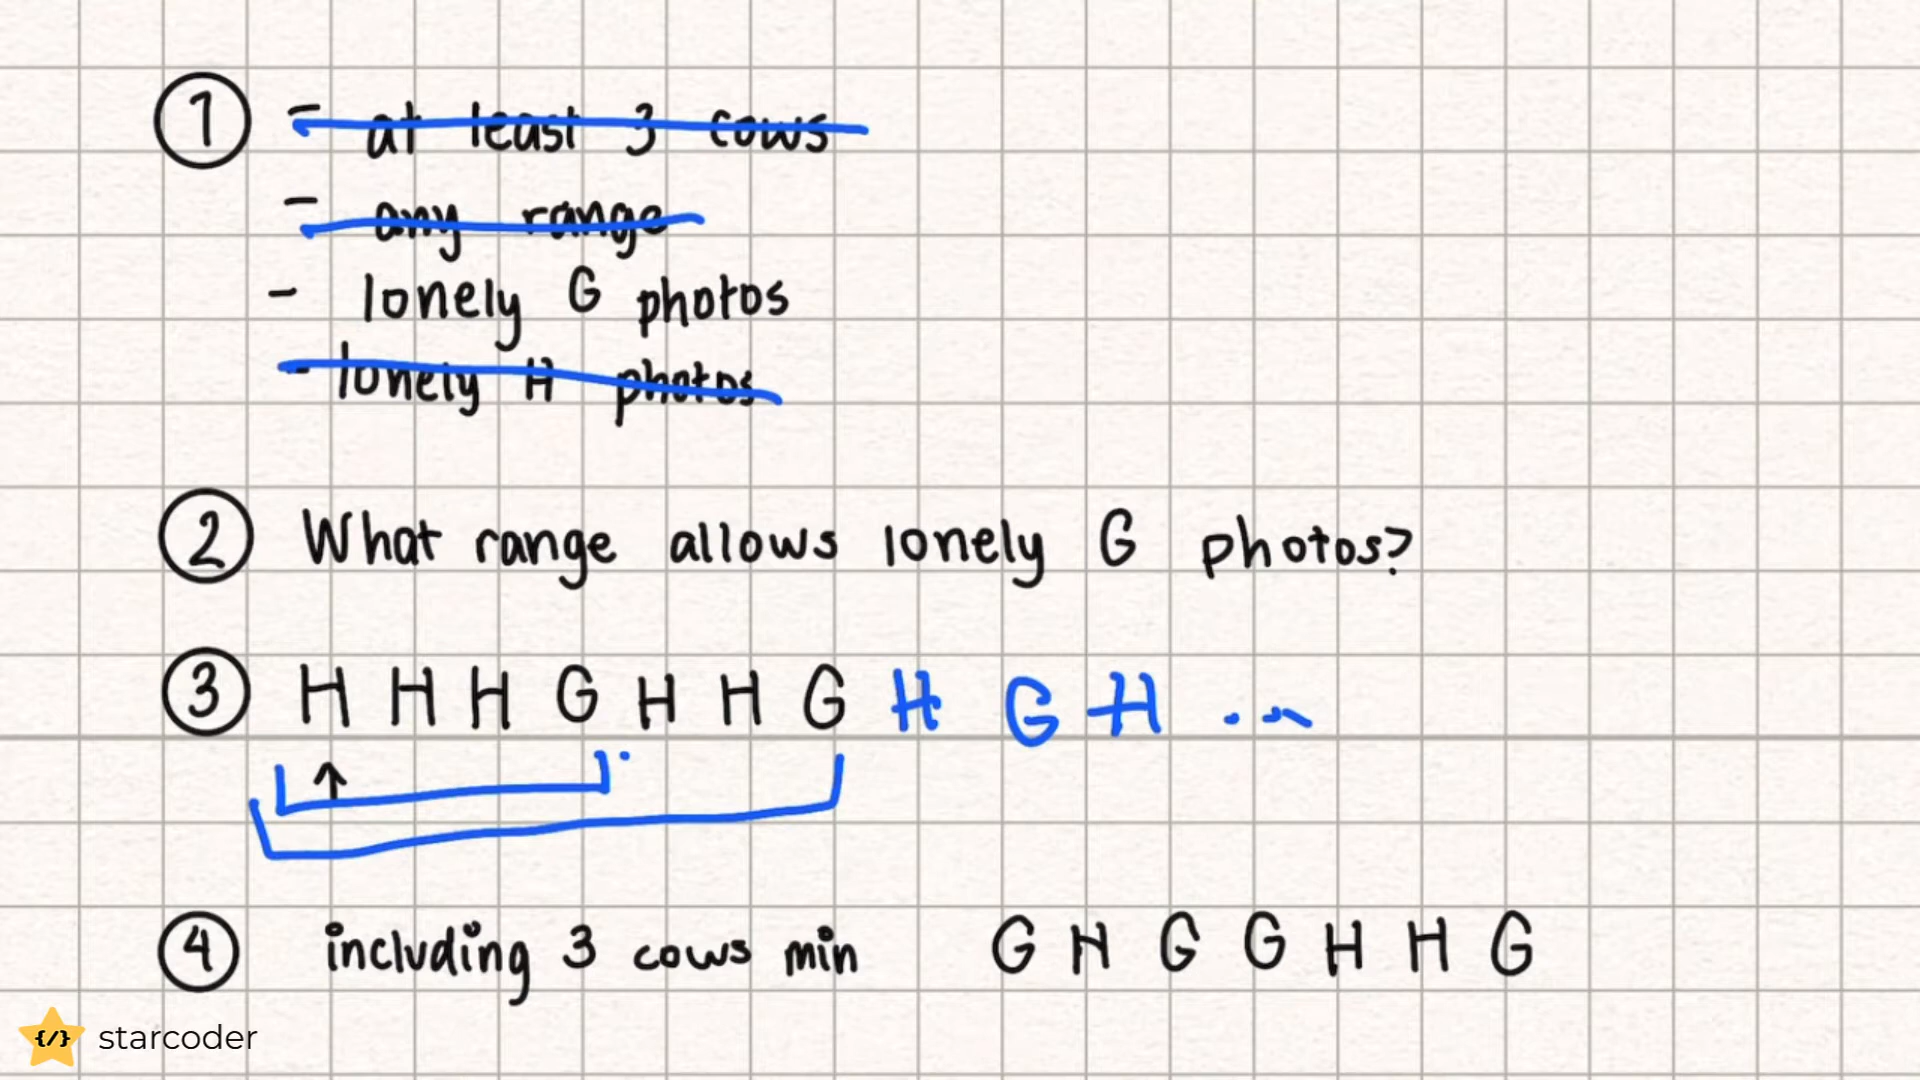 ① - at least 3 cows
- any range
- lonely G photos
- lonely H photos
② What range allows lonely G photos?
③ H H H G H H G H G H ...
④ including 3 cows min G H G G H H G
{/} starcoder